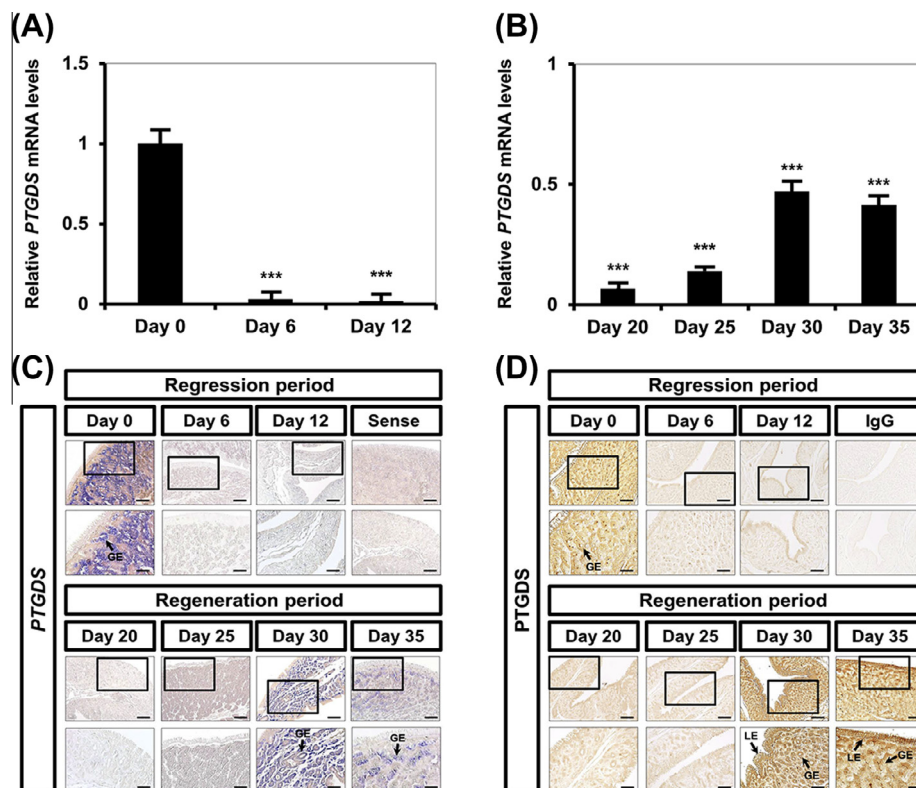 (A)
Relative PTGDS mRNA levels
1.5
1
0.5
0
***
***
Day 0 Day 6 Day 12
(B)
Relative PTGDS mRNA levels
1
0.5
0
***
***
***
***
Day 20 Day 25 Day 30 Day 35
(C)
PTGDS
Regression period
Day 0 Day 6 Day 12 Sense
GE
Regeneration period
Day 20 Day 25 Day 30 Day 35
GE
GE
(D)
PTGDS
Regression period
Day 0 Day 6 Day 12 IgG
GE
Regeneration period
Day 20 Day 25 Day 30 Day 35
LE
GE
LE
GE